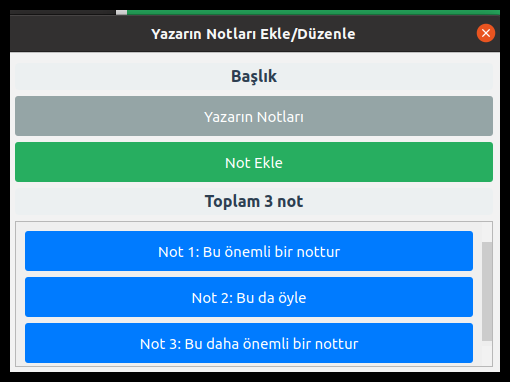 Yazarın Notları Ekle/Düzenle
Başlık
Yazarın Notları
Not Ekle
Toplam 3 not
Not 1: Bu önemli bir nottur
Not 2: Bu da öyle
Not 3: Bu daha önemli bir nottur